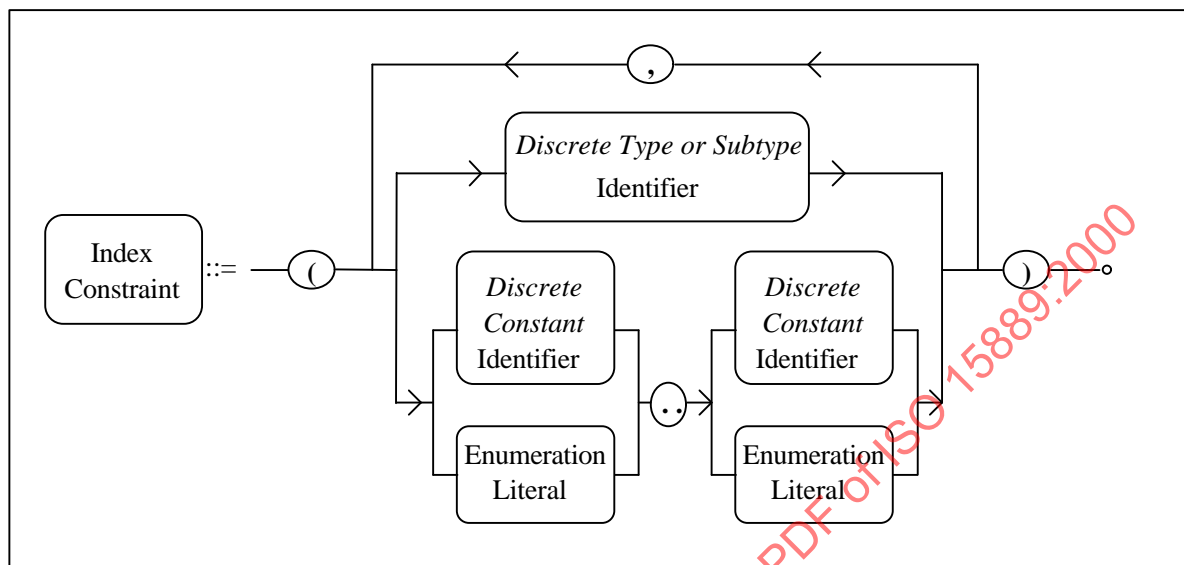 ,
Discrete Type or Subtype
Identifier
Index
Constraint
::=
(
)
Discrete
Constant
Identifier
Discrete
Constant
Identifier
..
Enumeration
Literal
Enumeration
Literal
PDF of ISO 15889:2000